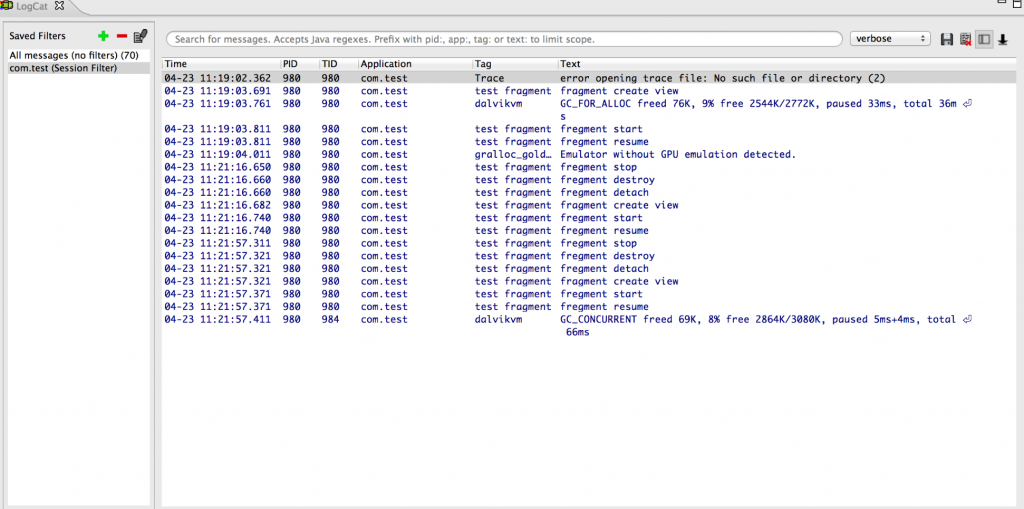 LogCat
Saved Filters
All messages (no filters) (70)
com.test (Session Filter)
Search for messages. Accepts Java regexes. Prefix with pid:, app:, tag: or text: to limit scope.
verbose
Time PID TID Application Tag Text
04-23 11:19:02.362 980 980 com.test Trace error opening trace file: No such file or directory (2)
04-23 11:19:03.691 980 980 com.test test fragment fragment create view
04-23 11:19:03.761 980 980 com.test dalvikvm GC_FOR_ALLOC freed 76K, 9% free 2544K/2772K, paused 33ms, total 36m
s
04-23 11:19:03.811 980 980 com.test test fragment fregment start
04-23 11:19:03.811 980 980 com.test test fragment fregment resume
04-23 11:19:04.011 980 980 com.test gralloc_gold… Emulator without GPU emulation detected.
04-23 11:21:16.650 980 980 com.test test fragment fregment stop
04-23 11:21:16.660 980 980 com.test test fragment fregment destroy
04-23 11:21:16.660 980 980 com.test test fragment fregment detach
04-23 11:21:16.682 980 980 com.test test fragment fregment create view
04-23 11:21:16.740 980 980 com.test test fragment fregment start
04-23 11:21:16.740 980 980 com.test test fragment fregment resume
04-23 11:21:57.311 980 980 com.test test fragment fregment stop
04-23 11:21:57.321 980 980 com.test test fragment fregment destroy
04-23 11:21:57.321 980 980 com.test test fragment fregment detach
04-23 11:21:57.321 980 980 com.test test fragment fragment create view
04-23 11:21:57.371 980 980 com.test test fragment fregment start
04-23 11:21:57.371 980 980 com.test test fragment fregment resume
04-23 11:21:57.411 980 984 com.test dalvikvm GC_CONCURRENT freed 69K, 8% free 2864K/3080K, paused 5ms+4ms, total
66ms